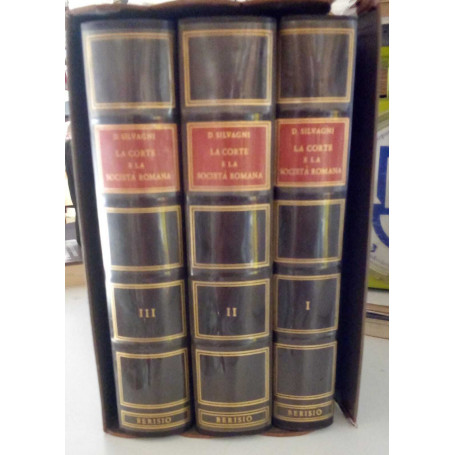 D. SILVAGNI
LA CORTE
E LA
SOCIETÀ ROMANA
III
BERISIO
D. SILVAGNI
LA CORTE
E LA
SOCIETÀ ROMANA
II
BERISIO
D. SILVAGNI
LA CORTE
E LA
SOCIETÀ ROMANA
I
BERISIO